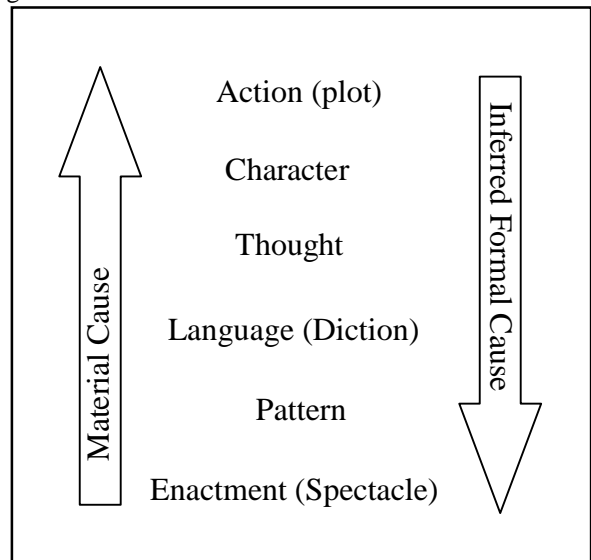 Action (plot)
Character
Thought
Language (Diction)
Pattern
Enactment (Spectacle)
Material Cause
Inferred Formal Cause